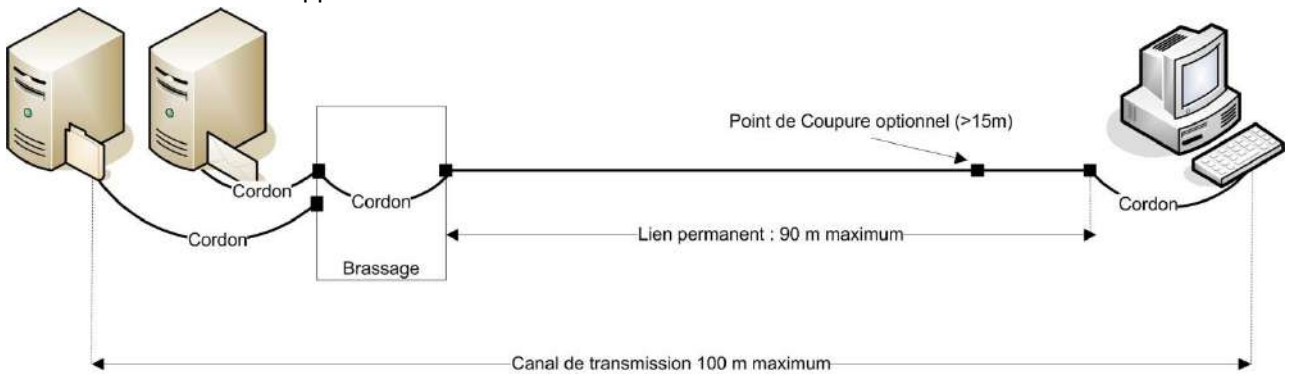 Point de Coupure optionnel (>15m)
Cordon
Cordon
Cordon
Cordon
Lien permanent : 90 m maximum
Brassage
Canal de transmission 100 m maximum